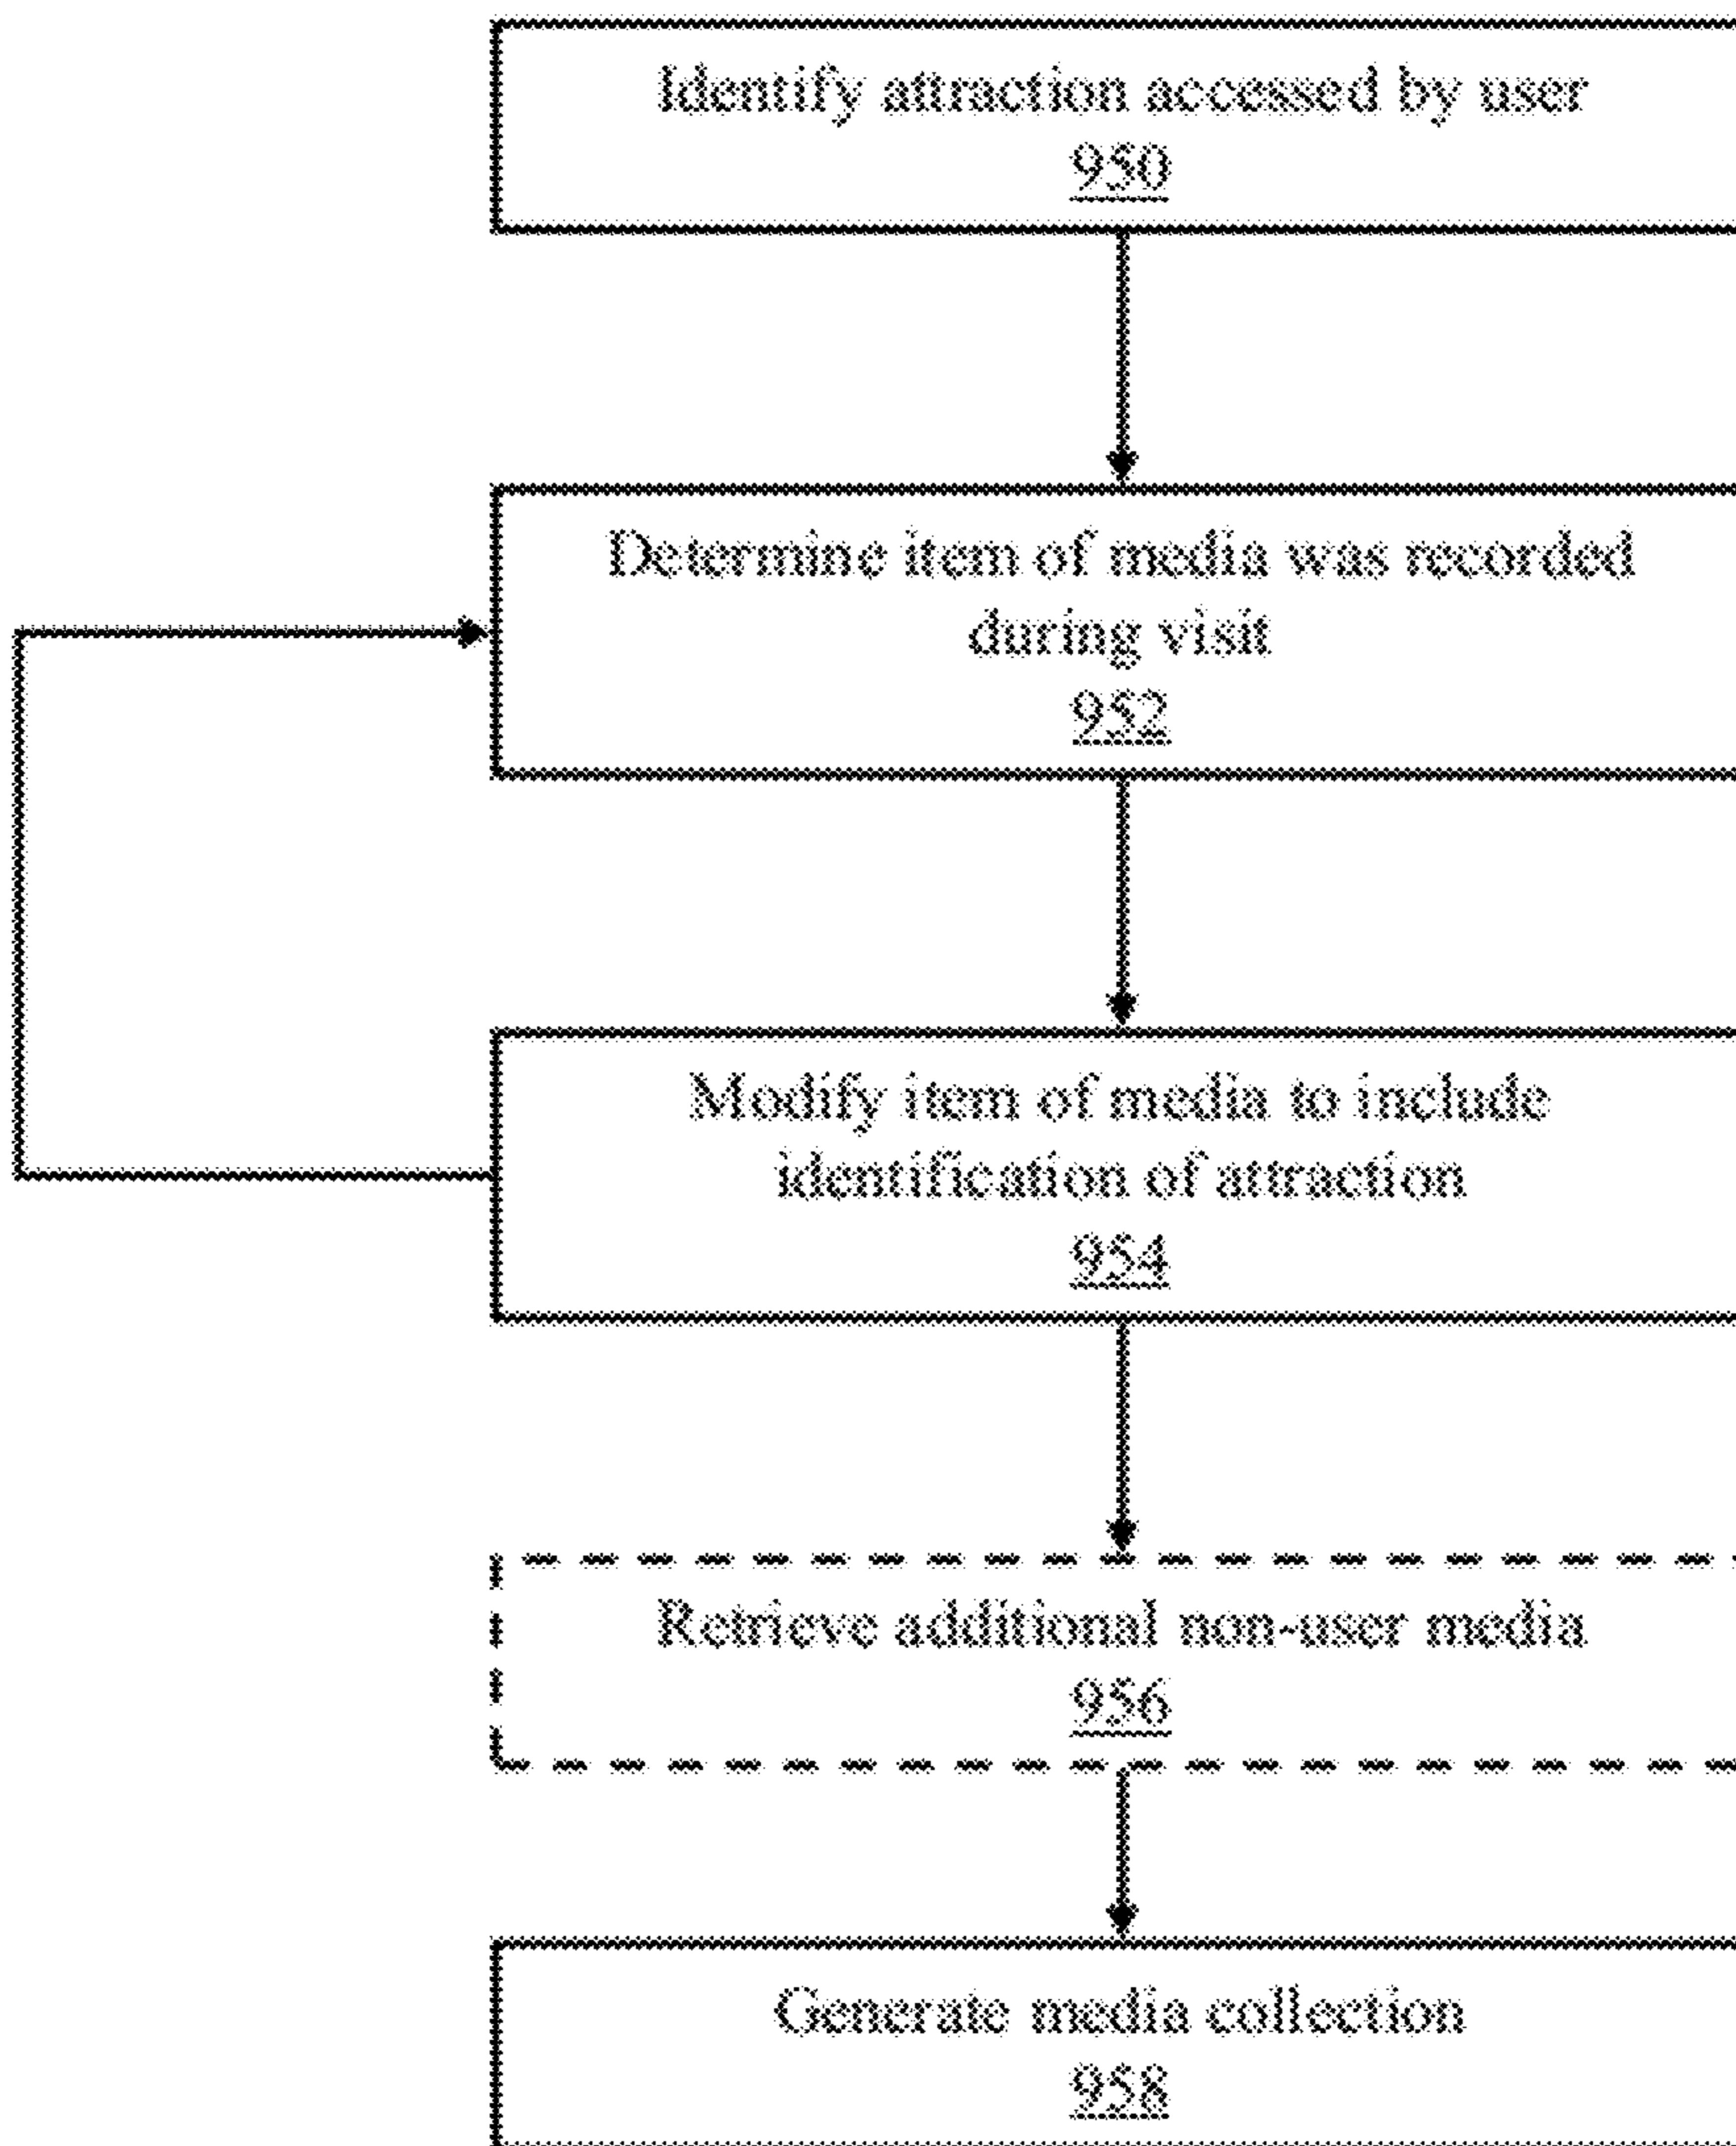 Identify attraction accessed by user
950
Determine item of media was recorded
during visit
952
Modify item of media to include
identification of attraction
954
Retrieve additional non-user media
956
Generate media collection
958